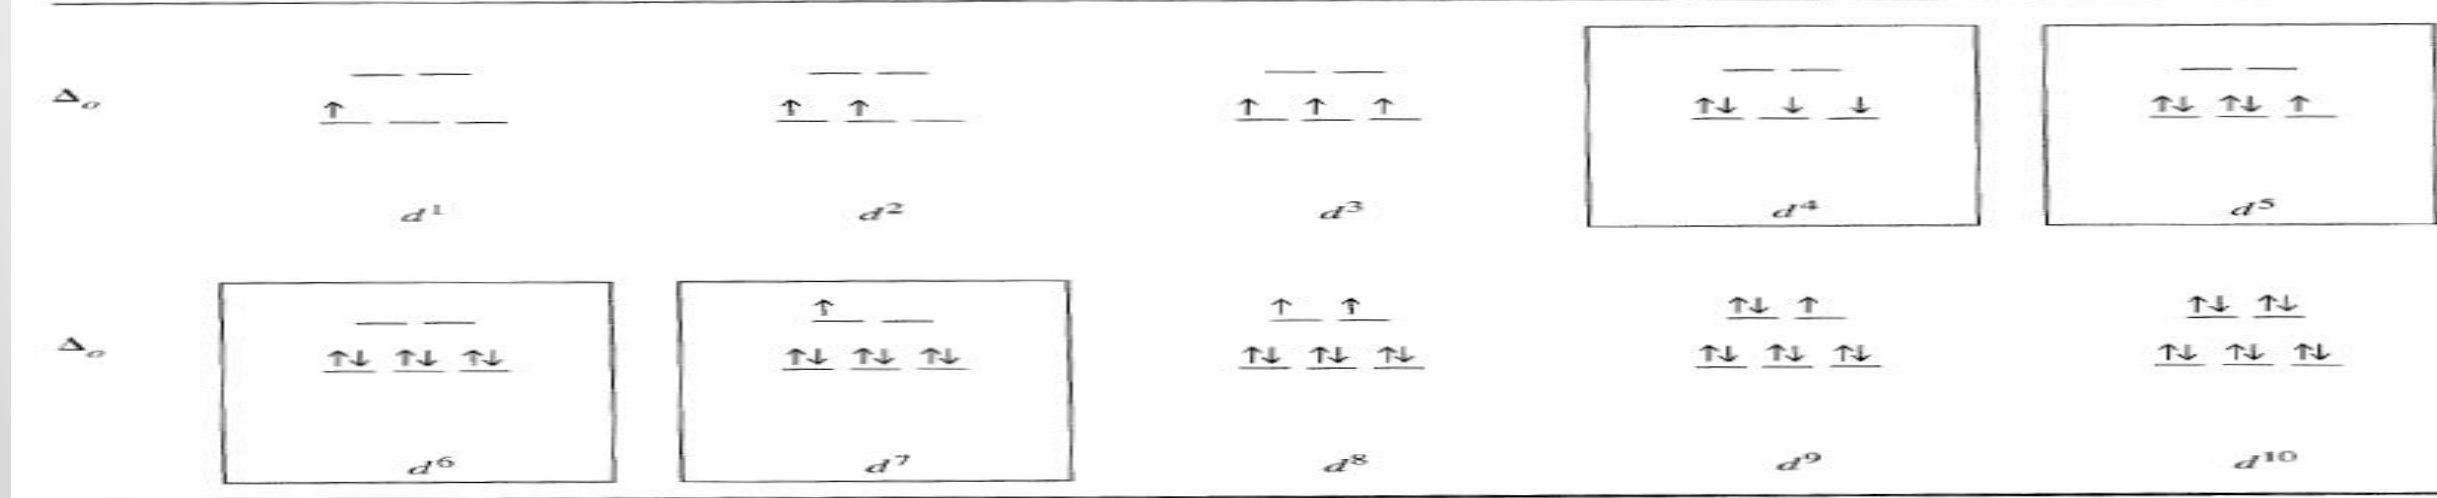 Δₒ
↑
↑ ↑
↑ ↑ ↑
↑↓ ↓ ↓
↑↓ ↑↓ ↑
d¹ d² d³ d⁴ d⁵
↑ ↑ ↑ ↑↓ ↑ ↑↓ ↑↓
Δₒ ↑↓ ↑↓ ↑↓ ↑↓ ↑↓ ↑↓ ↑↓ ↑↓ ↑↓ ↑↓ ↑↓ ↑↓ ↑↓ ↑↓ ↑↓
d⁶ d⁷ d⁸ d⁹ d¹⁰